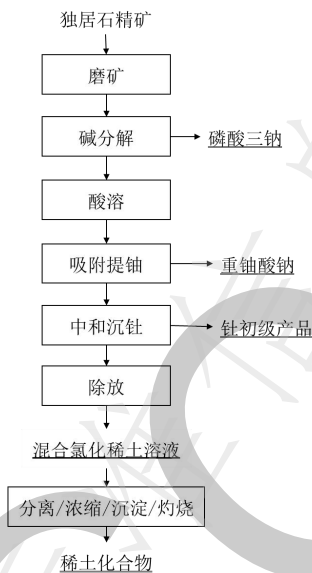 独居石精矿
磨矿
碱分解
磷酸三钠
酸溶
吸附提铀
重铀酸钠
中和沉钍
钍初级产品
除放
混合氯化稀土溶液
分离/浓缩/沉淀/灼烧
稀土化合物